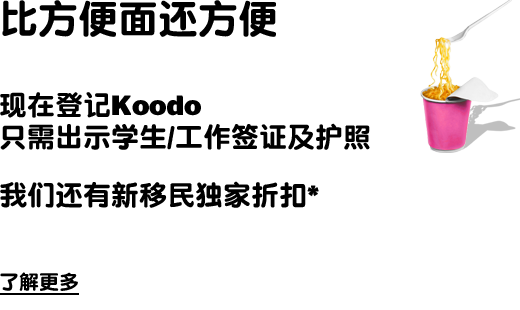 比方便面还方便
现在登记Koodo
只需出示学生/工作签证及护照
我们还有新移民独家折扣*
了解更多